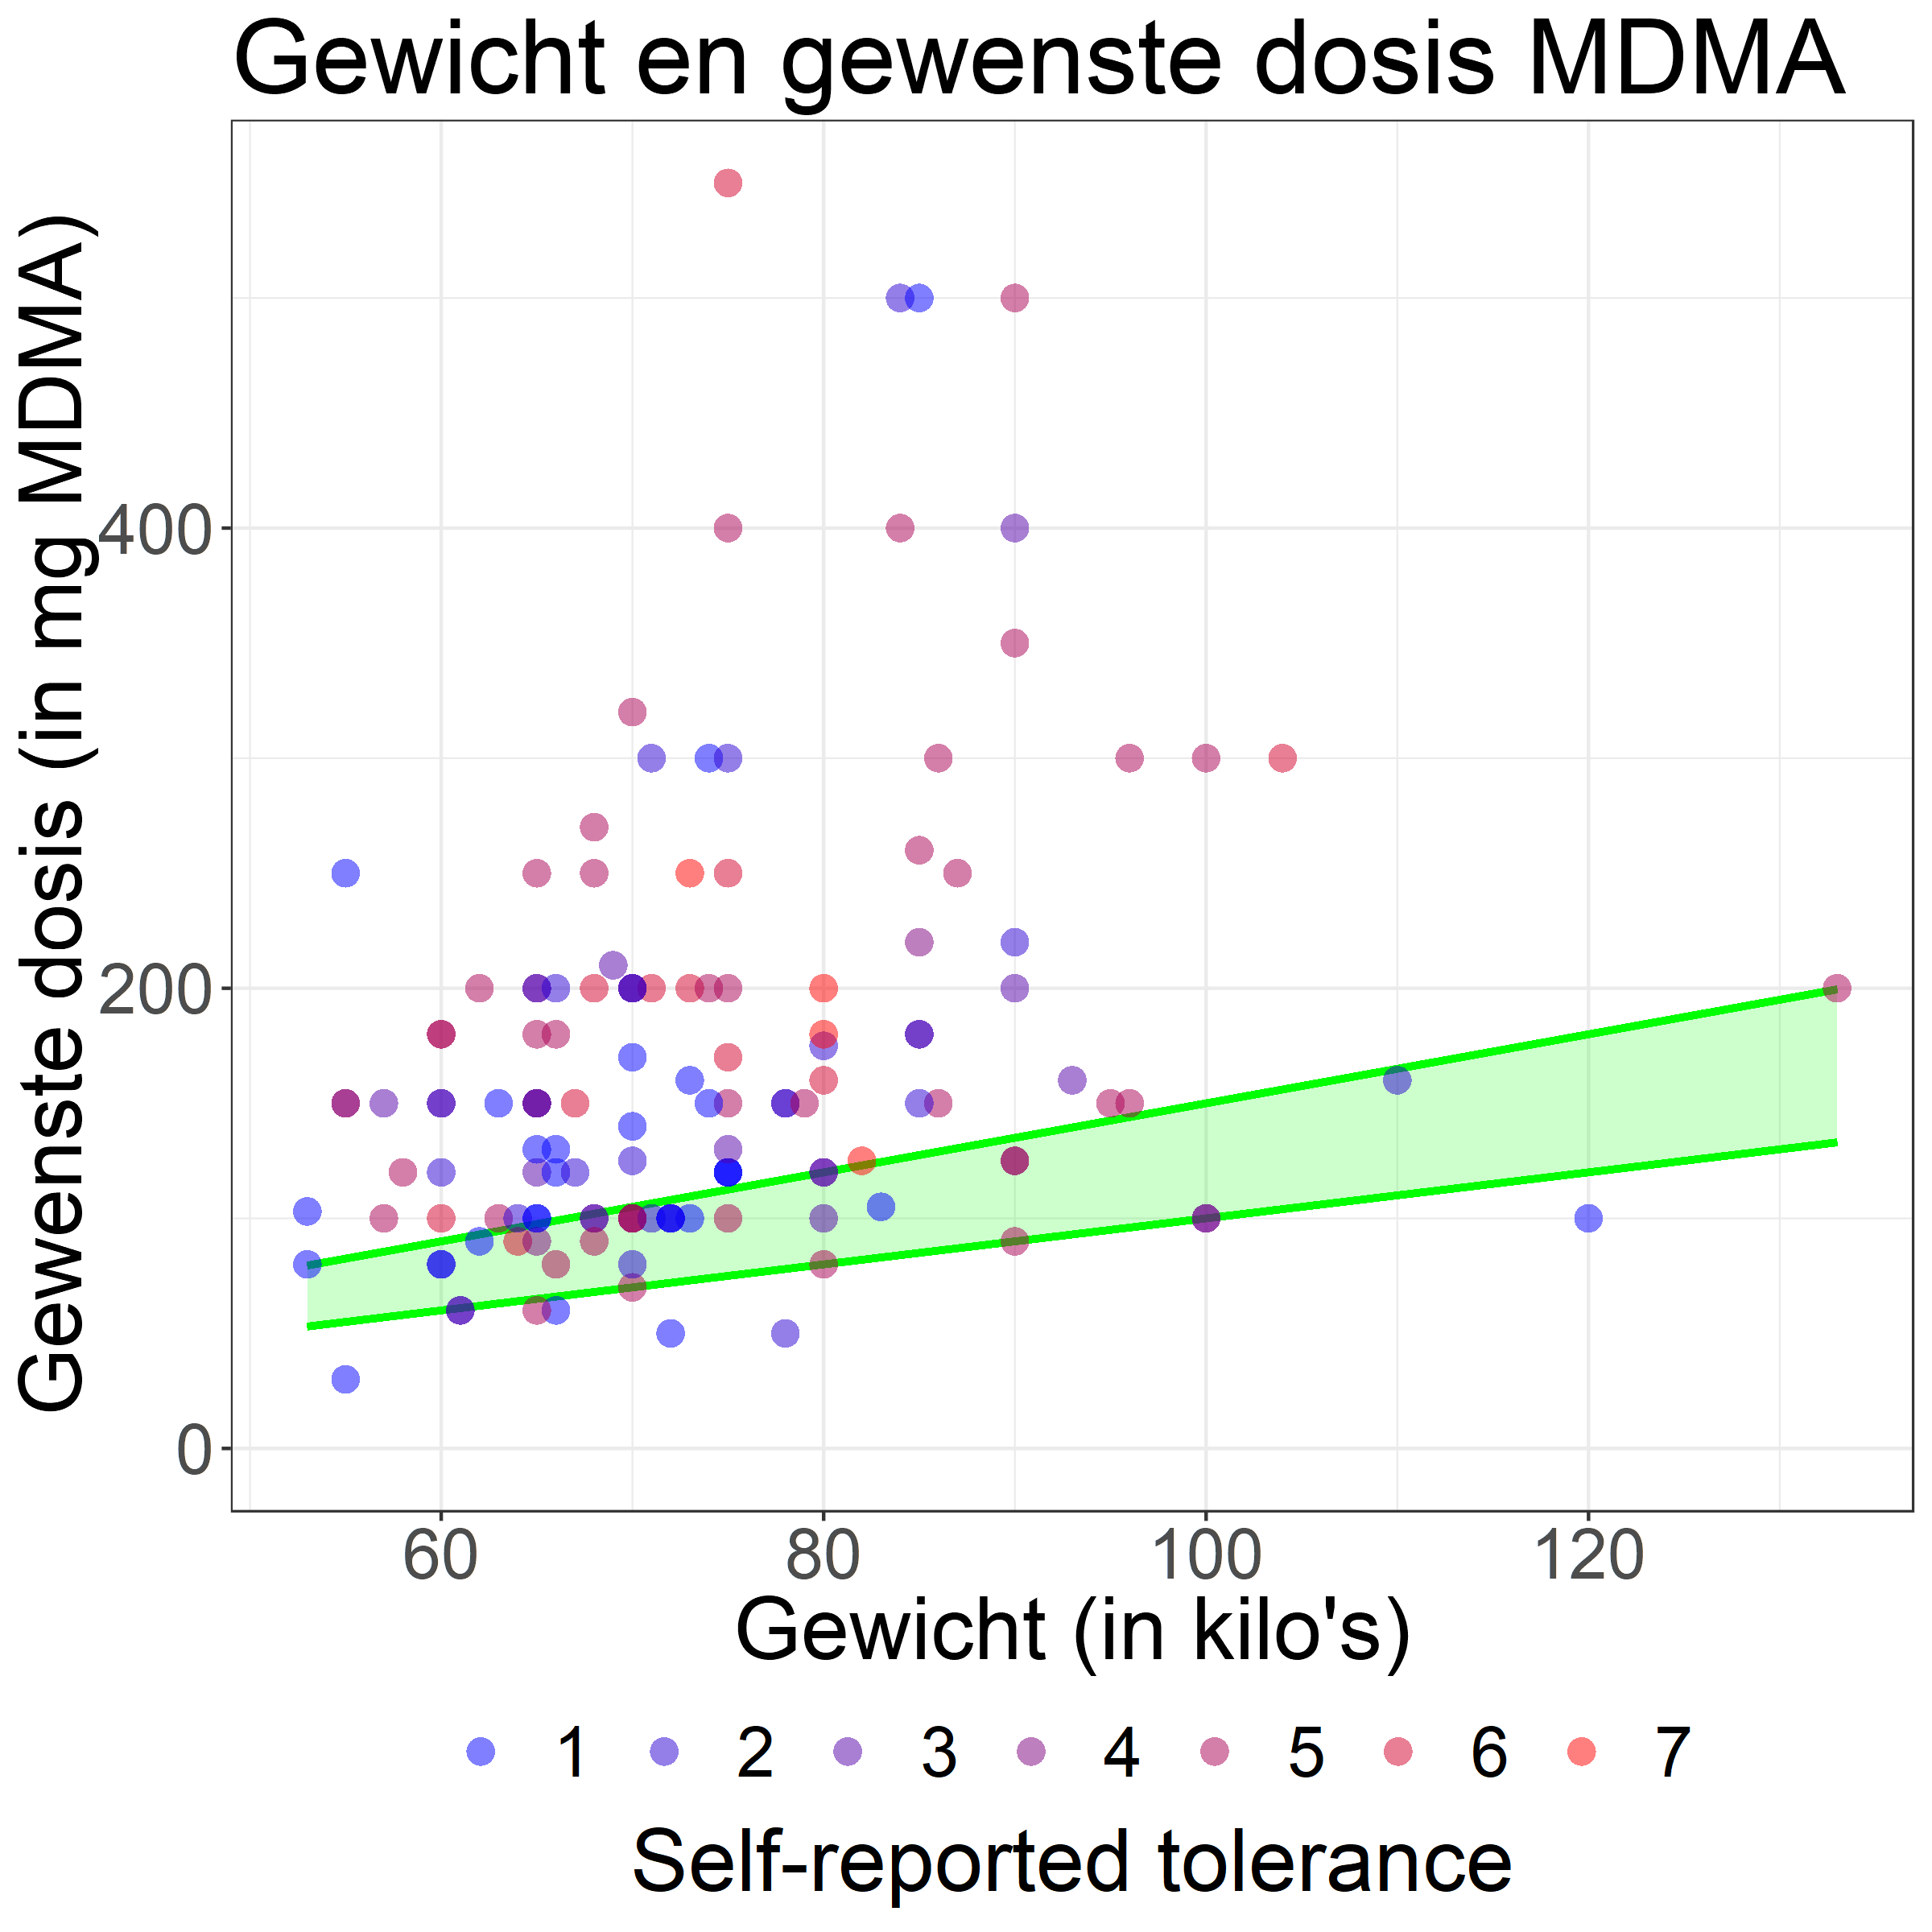 Gewicht en gewenste dosis MDMA
Gewenste dosis (in mg MDMA)
400
200
0
60 80 100 120
Gewicht (in kilo's)
1 2 3 4 5 6 7
Self-reported tolerance